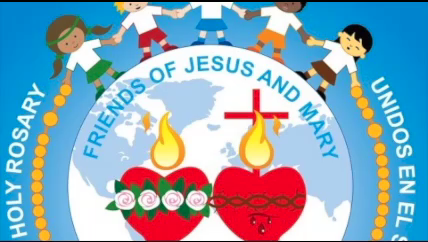 HOLY ROSARY
FRIENDS OF JESUS AND MARY
UNIDOS EN EL